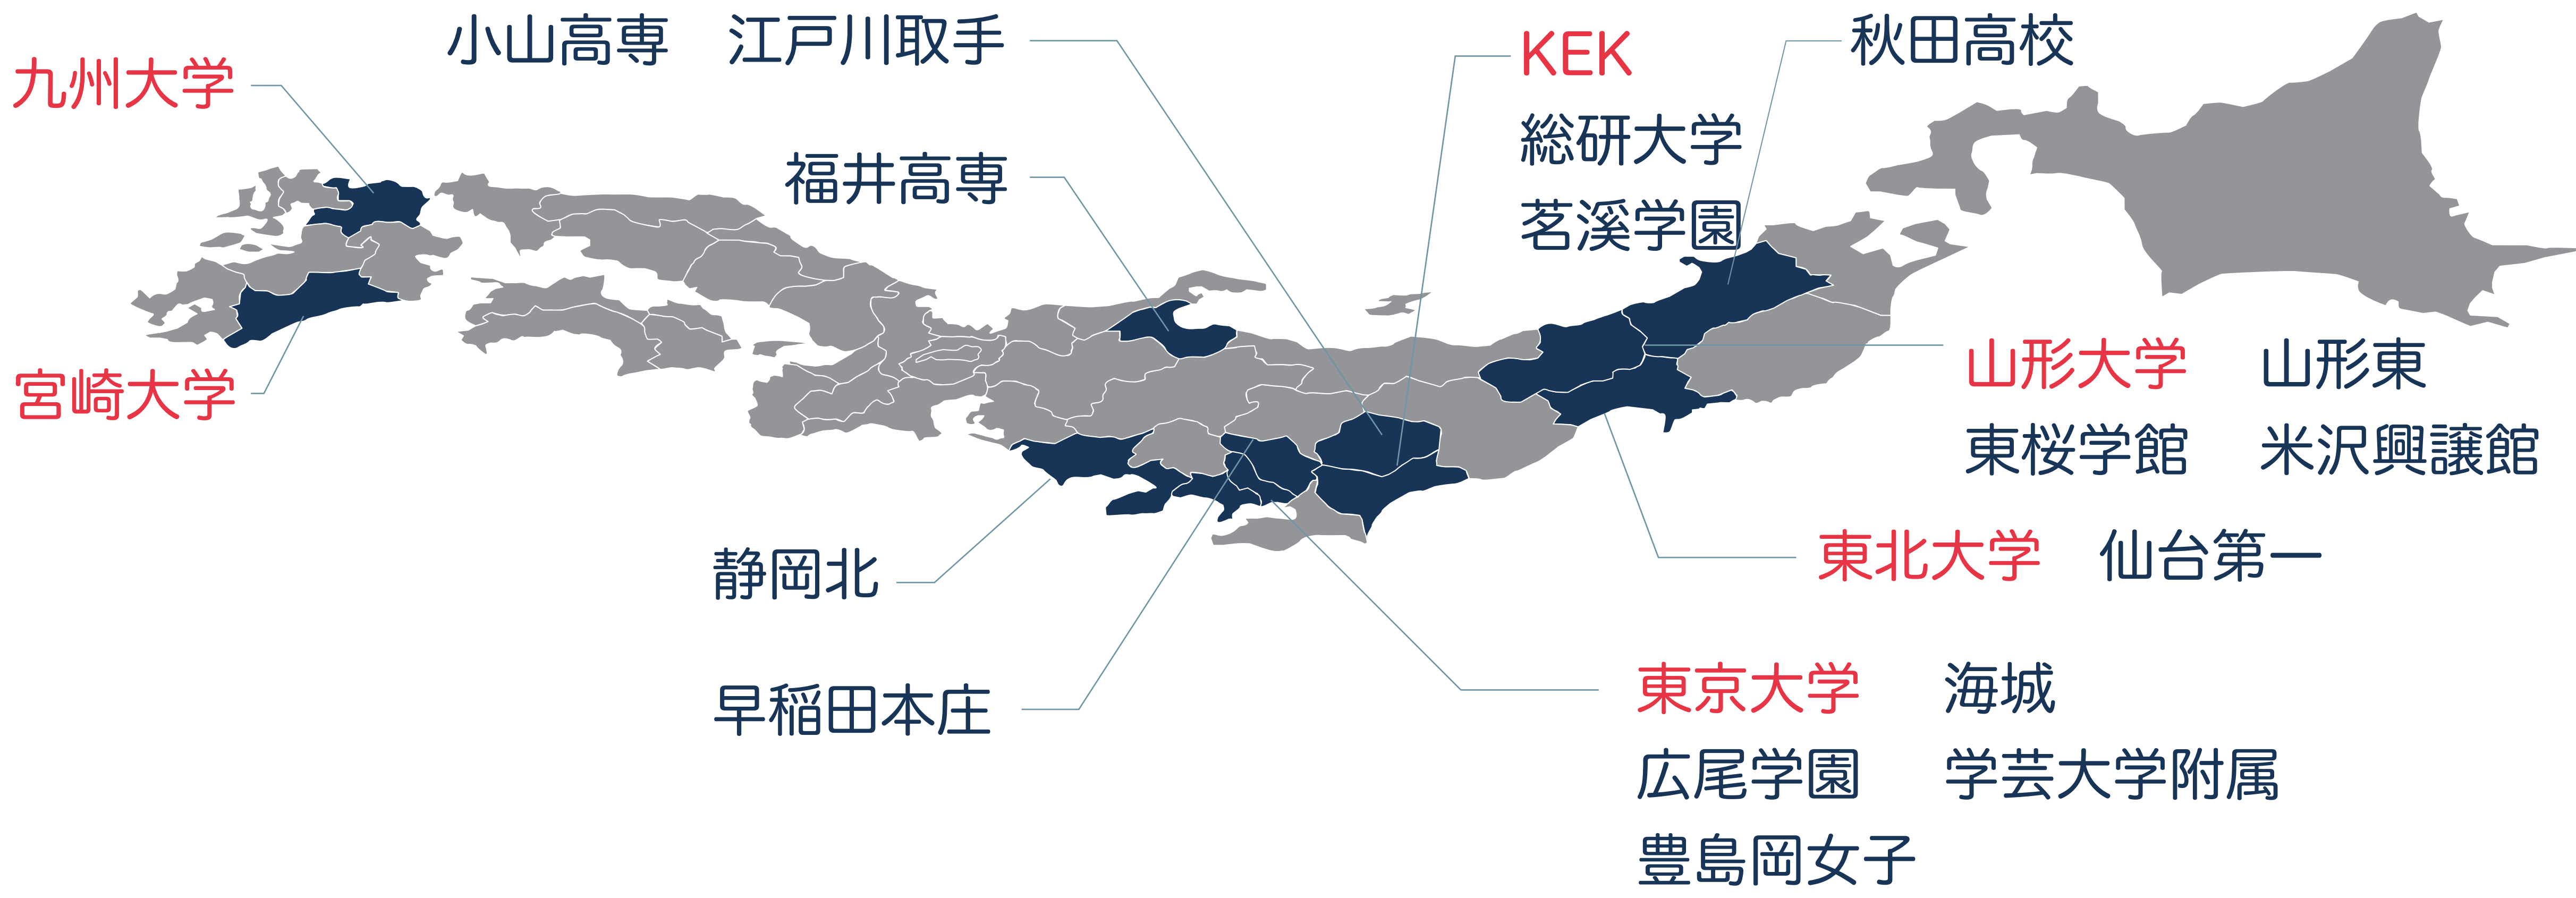 小山高専 江戸川取手
九州大学
福井高専
KEK
総研大学
茗溪学園
秋田高校
宮崎大学
山形大学 山形東
東桜学館 米沢興譲館
静岡北
東北大学 仙台第一
早稲田本庄
東京大学 海城
広尾学園 学芸大学附属
豊島岡女子